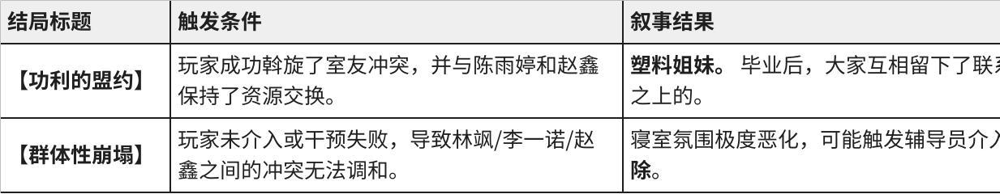 结局标题 触发条件 叙事结果
【功利的盟约】 玩家成功斡旋了室友冲突，并与陈雨婷和赵鑫 塑料姐妹。 毕业后，大家互相留下了联
保持了资源交换。 之上的。
【群体性崩塌】 玩家未介入或干预失败，导致林飒/李一诺/赵 寝室氛围极度恶化，可能触发辅导员介
鑫之间的冲突无法调和。 除。